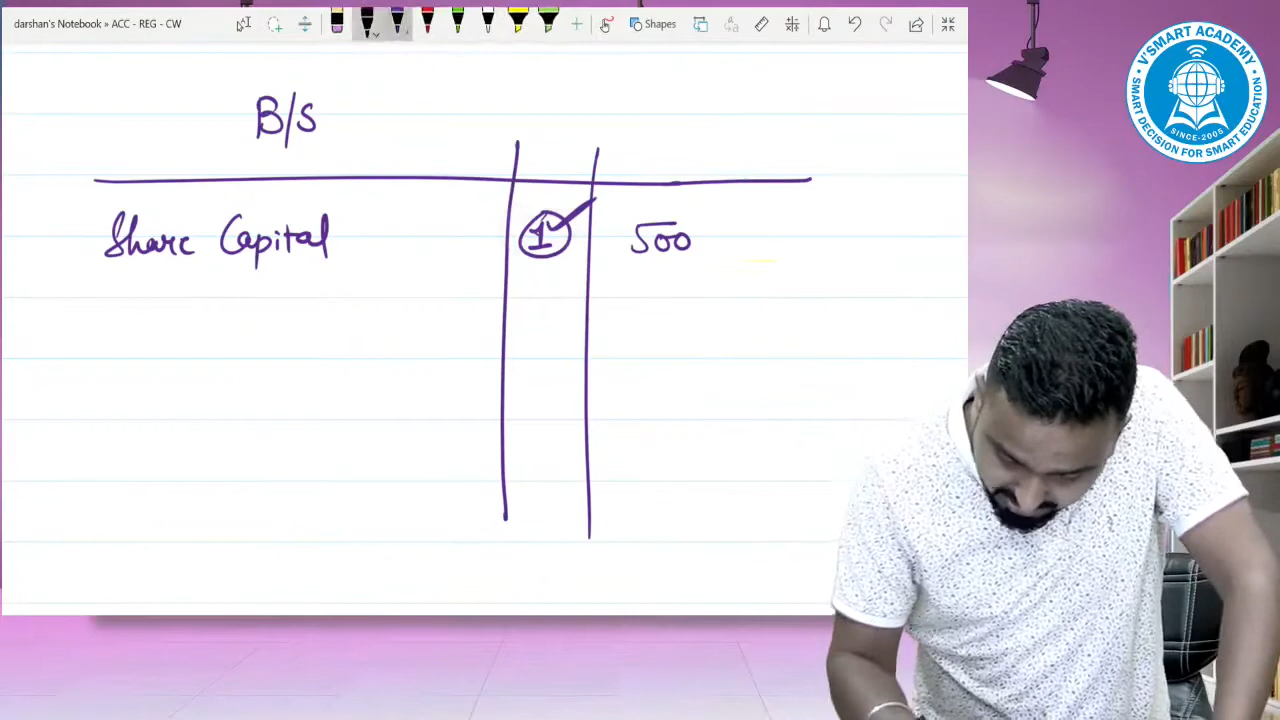 darshan's Notebook » ACC - REG - CW
Shapes
B/S
Share Capital 1 500
V'SMART ACADEMY
SINCE-2005
SMART DECISION FOR SMART EDUCATION